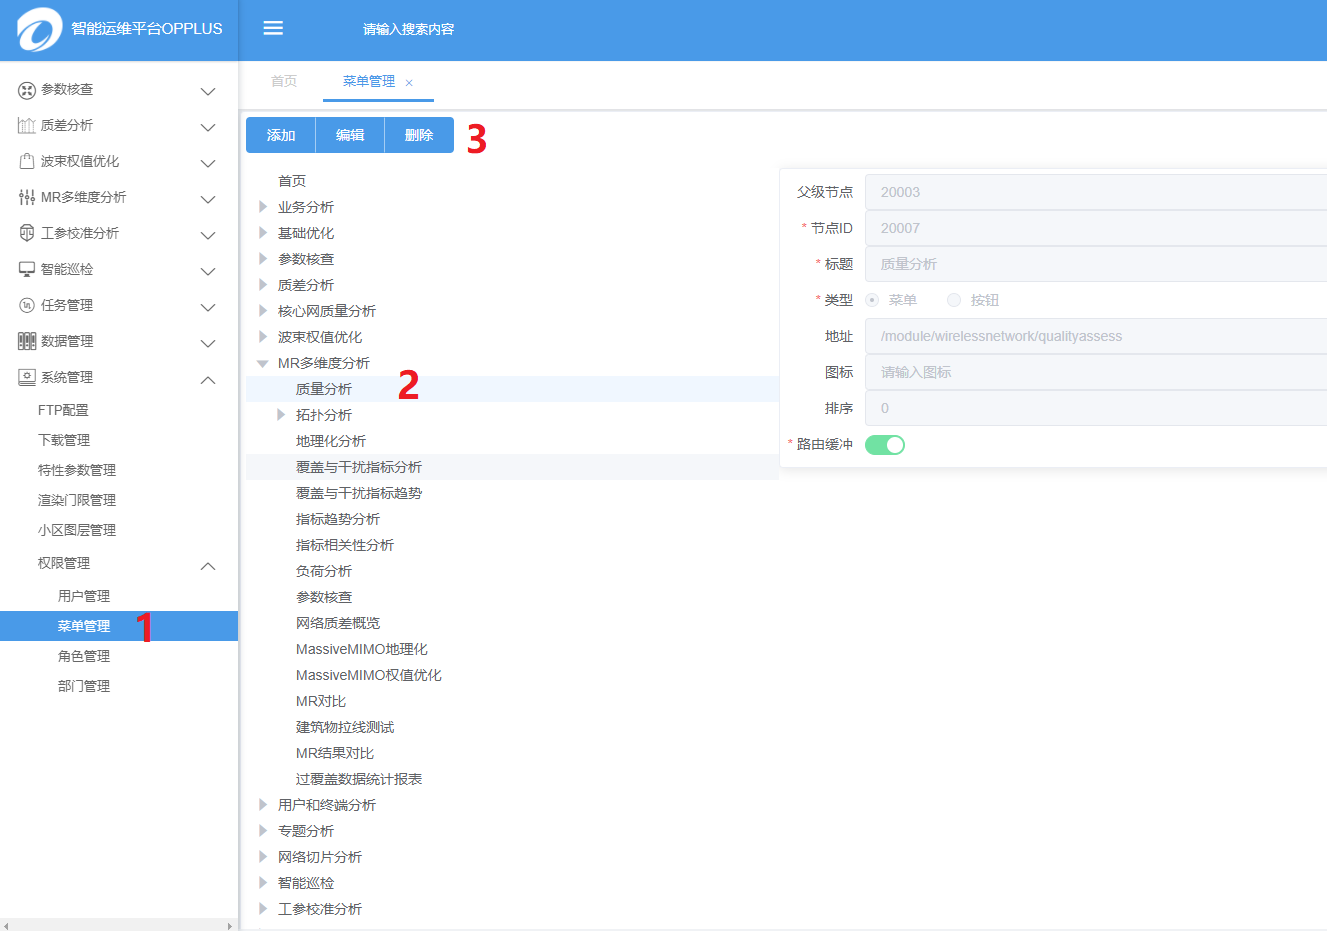 智能运维平台OPPLUS
请输入搜索内容
首页
菜单管理 ×
参数核查
质差分析
波束权值优化
MR多维度分析
工参校准分析
智能巡检
任务管理
数据管理
系统管理
FTP配置
下载管理
特性参数管理
渲染门限管理
小区图层管理
权限管理
用户管理
菜单管理 1
角色管理
部门管理
添加 编辑 删除 3
首页
业务分析
基础优化
参数核查
质差分析
核心网质量分析
波束权值优化
MR多维度分析
质量分析 2
拓扑分析
地理化分析
覆盖与干扰指标分析
覆盖与干扰指标趋势
指标趋势分析
指标相关性分析
负荷分析
参数核查
网络质差概览
MassiveMIMO地理化
MassiveMIMO权值优化
MR对比
建筑物拉线测试
MR结果对比
过覆盖数据统计报表
用户和终端分析
专题分析
网络切片分析
智能巡检
工参校准分析
父级节点 20003
* 节点ID 20007
* 标题 质量分析
* 类型 菜单 按钮
地址 /module/wirelessnetwork/qualityassess
图标 请输入图标
排序 0
* 路由缓冲